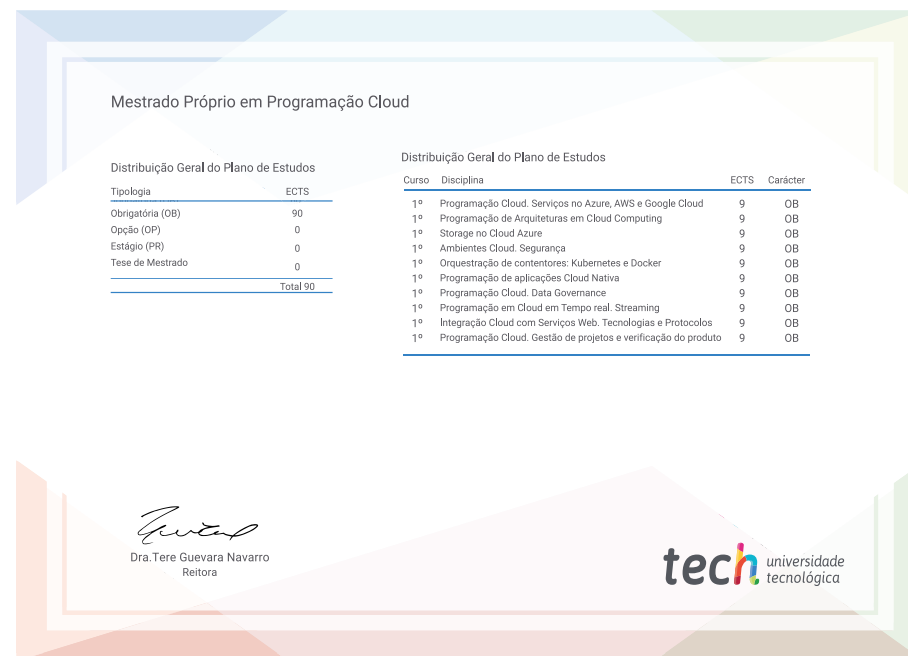 Mestrado Próprio em Programação Cloud
Distribuição Geral do Plano de Estudos
Tipologia ECTS
Obrigatória (OB) 90
Opção (OP) 0
Estágio (PR) 0
Tese de Mestrado 0
Total 90
Distribuição Geral do Plano de Estudos
Curso Disciplina ECTS Carácter
1º Programação Cloud. Serviços no Azure, AWS e Google Cloud 9 OB
1º Programação de Arquiteturas em Cloud Computing 9 OB
1º Storage no Cloud Azure 9 OB
1º Ambientes Cloud. Segurança 9 OB
1º Orquestração de contentores: Kubernetes e Docker 9 OB
1º Programação de aplicações Cloud Nativa 9 OB
1º Programação Cloud. Data Governance 9 OB
1º Programação em Cloud em Tempo real. Streaming 9 OB
1º Integração Cloud com Serviços Web. Tecnologias e Protocolos 9 OB
1º Programação Cloud. Gestão de projetos e verificação do produto 9 OB
Dra.Tere Guevara Navarro
Reitora
tech universidade
tecnológica